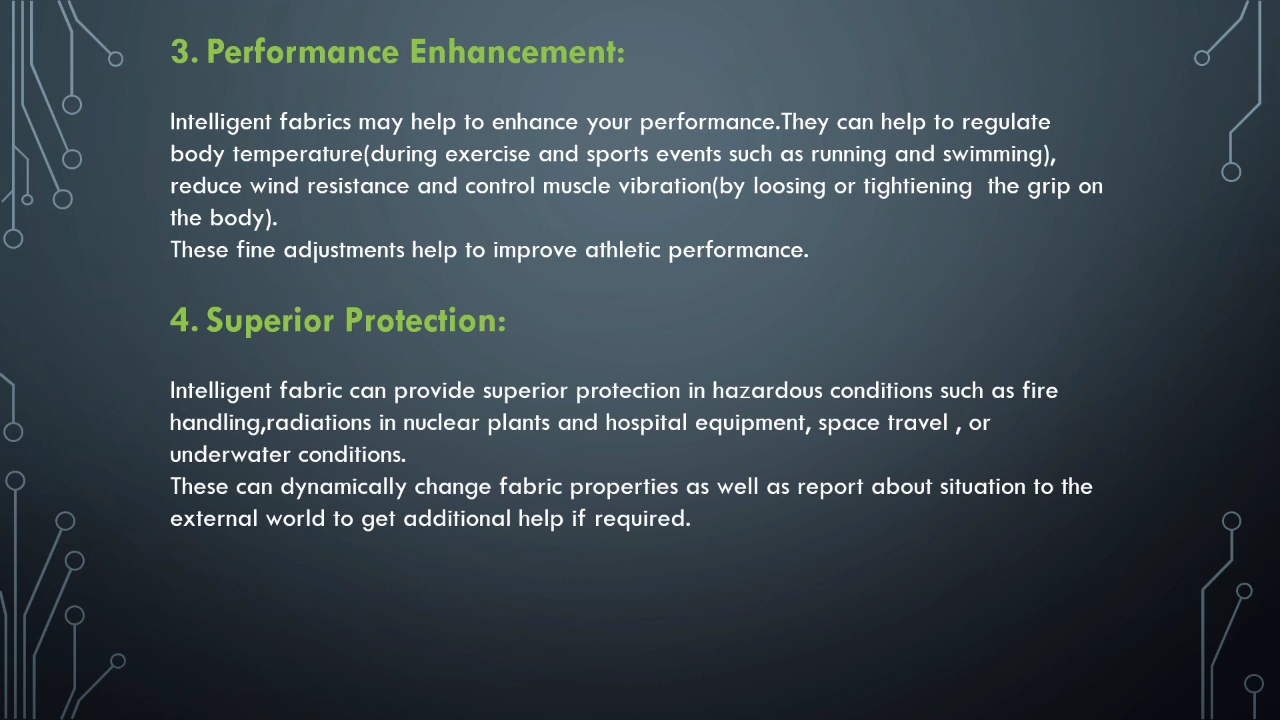 3. Performance Enhancement:
Intelligent fabrics may help to enhance your performance.They can help to regulate
body temperature(during exercise and sports events such as running and swimming),
reduce wind resistance and control muscle vibration(by loosing or tightiening  the grip on
the body).
These fine adjustments help to improve athletic performance.
4. Superior Protection:
Intelligent fabric can provide superior protection in hazardous conditions such as fire
handling,radiations in nuclear plants and hospital equipment, space travel , or
underwater conditions.
These can dynamically change fabric properties as well as report about situation to the
external world to get additional help if required.